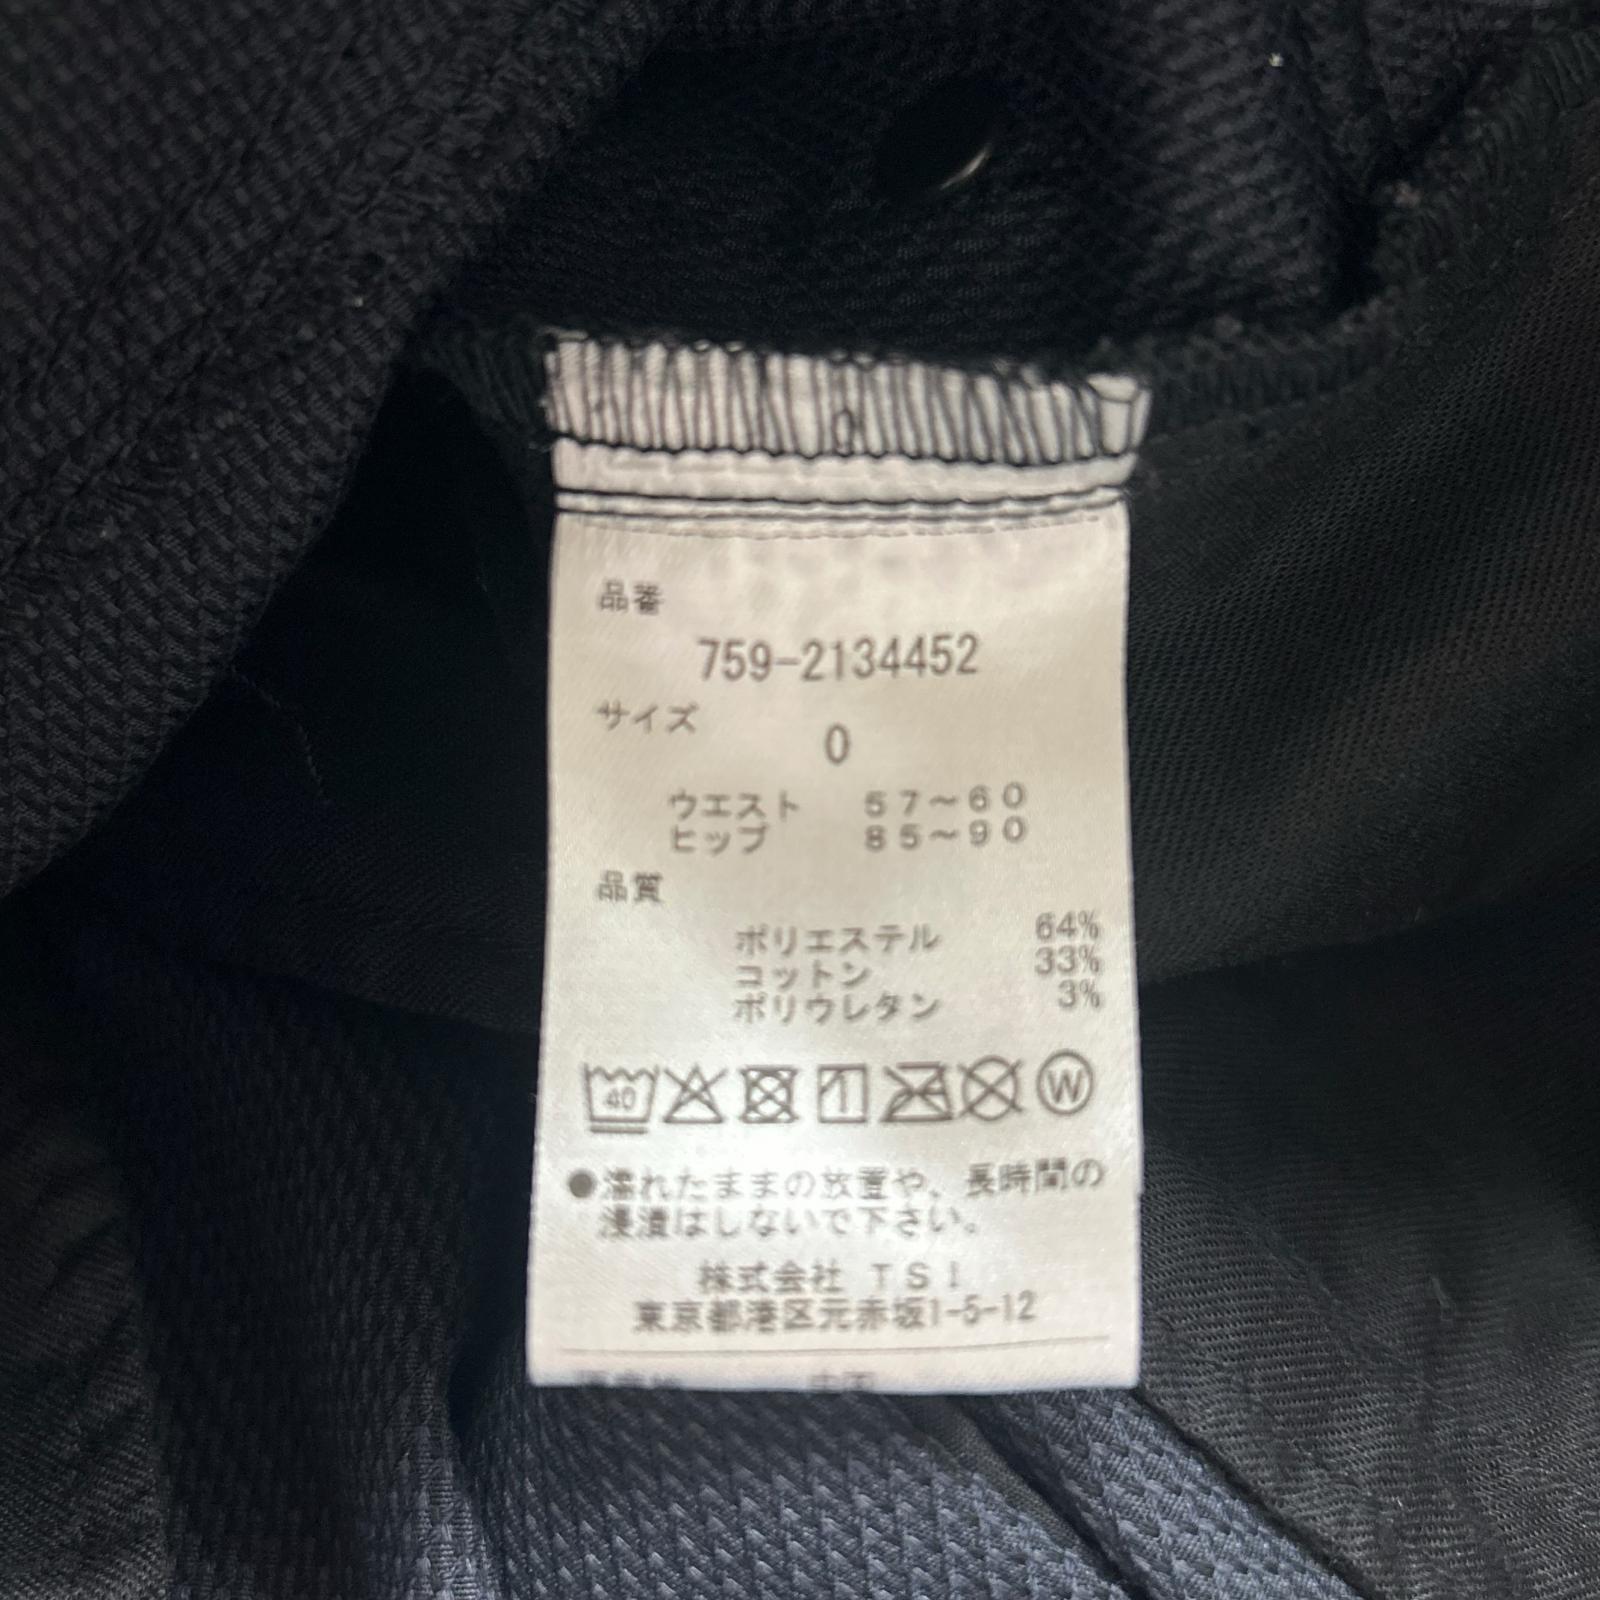 品番
759-2134452
サイズ
0
ウエスト 57～60
ヒップ 85～90
品質
ポリエステル 64%
コットン 33%
ポリウレタン 3%
40 W
●濡れたままの放置や、長時間の
浸漬はしないで下さい。
株式会社 TSI
東京都港区元赤坂1-5-12
中国